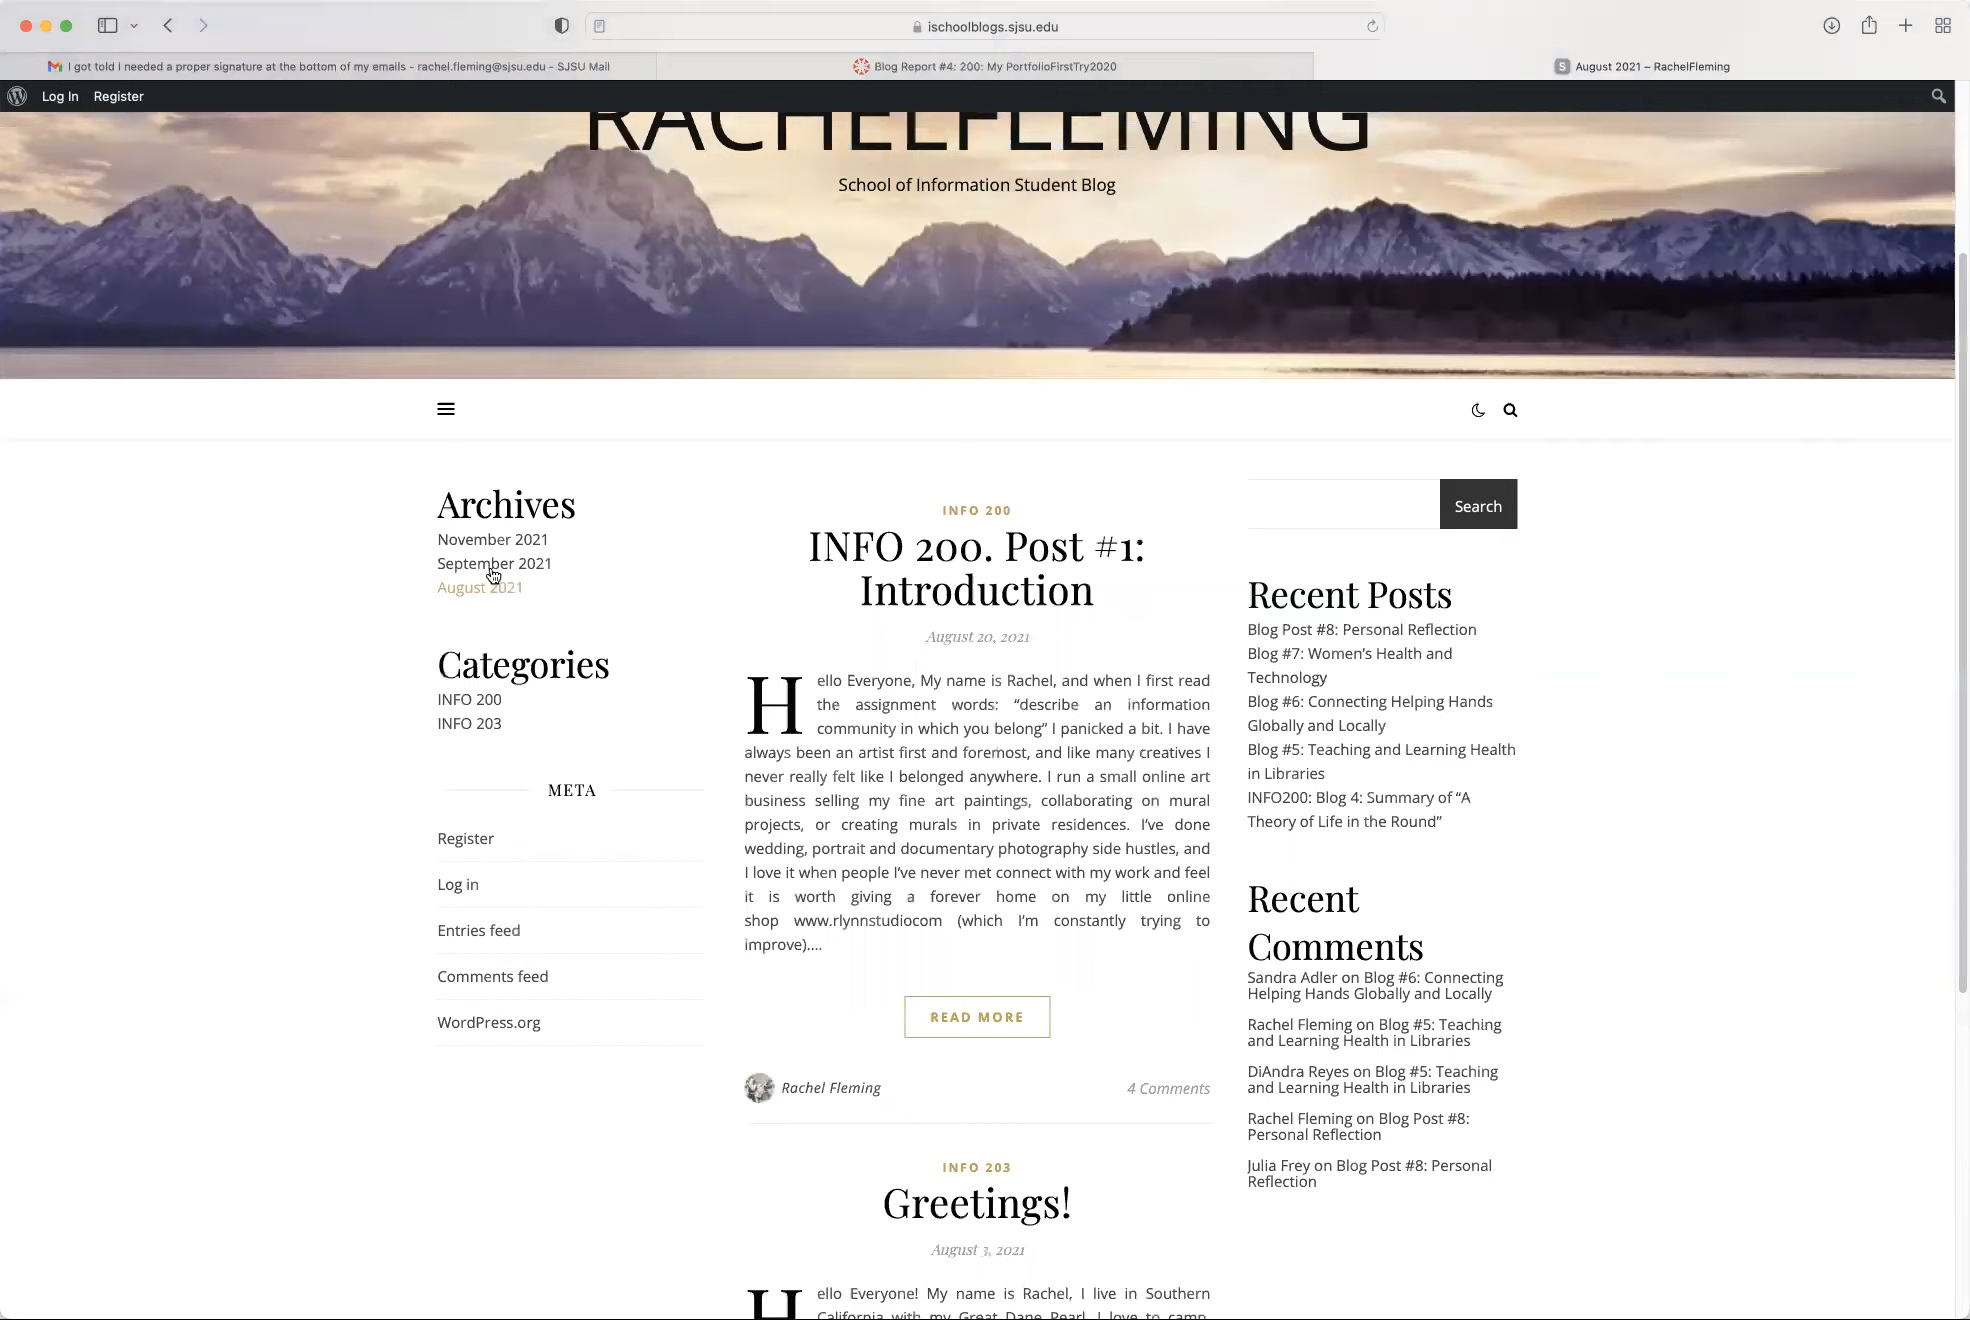 ischoolblogs.sjsu.edu
I got told I needed a proper signature at the bottom of my emails - rachel.fleming@sjsu.edu - SJSU Mail
Blog Report #4: 200: My PortfolioFirstTry2020
S August 2021 – RachelFleming
Log In Register
RACHELFLEMING
School of Information Student Blog
Archives
November 2021
September 2021
August 2021
Categories
INFO 200
INFO 203
META
Register
Log in
Entries feed
Comments feed
WordPress.org
INFO 200
INFO 200. Post #1:
Introduction
August 20, 2021
Hello Everyone, My name is Rachel, and when I first read
the assignment words: “describe an information
community in which you belong” I panicked a bit. I have
always been an artist first and foremost, and like many creatives I
never really felt like I belonged anywhere. I run a small online art
business selling my fine art paintings, collaborating on mural
projects, or creating murals in private residences. I’ve done
wedding, portrait and documentary photography side hustles, and
I love it when people I’ve never met connect with my work and feel
it is worth giving a forever home on my little online
shop www.rlynnstudiocom (which I’m constantly trying to
improve)....
READ MORE
Rachel Fleming
4 Comments
INFO 203
Greetings!
August 3, 2021
Hello Everyone! My name is Rachel, I live in Southern
California with my Great Dane Pearl. I love to camp,
Search
Recent Posts
Blog Post #8: Personal Reflection
Blog #7: Women’s Health and
Technology
Blog #6: Connecting Helping Hands
Globally and Locally
Blog #5: Teaching and Learning Health
in Libraries
INFO200: Blog 4: Summary of “A
Theory of Life in the Round”
Recent
Comments
Sandra Adler on Blog #6: Connecting
Helping Hands Globally and Locally
Rachel Fleming on Blog #5: Teaching
and Learning Health in Libraries
DiAndra Reyes on Blog #5: Teaching
and Learning Health in Libraries
Rachel Fleming on Blog Post #8:
Personal Reflection
Julia Frey on Blog Post #8: Personal
Reflection